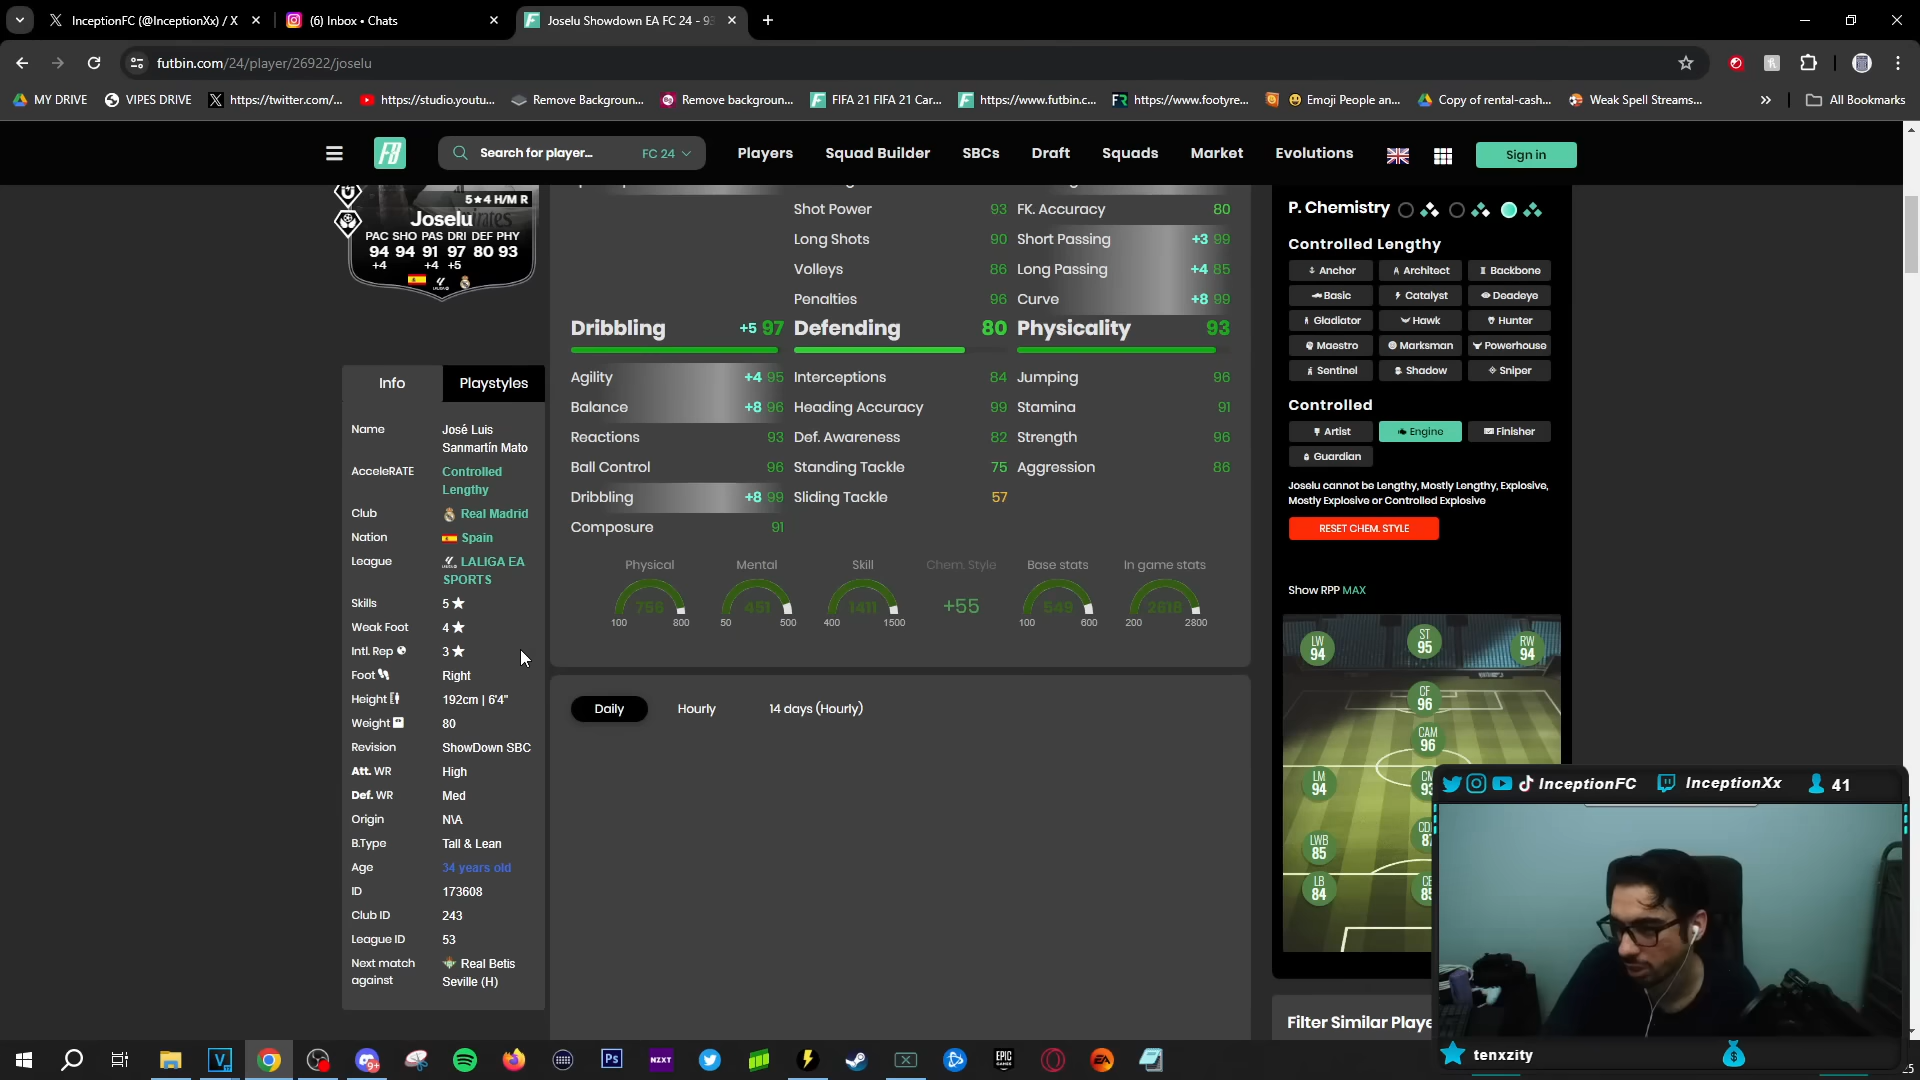 InceptionFC (@InceptionXx) / X
(6) Inbox • Chats
Joselu Showdown EA FC 24 - 93
futbin.com/24/player/26922/joselu
MY DRIVE
VIPES DRIVE
https://twitter.com/...
https://studio.youtu...
Remove Backgroun...
Remove backgroun...
FIFA 21 FIFA 21 Car...
https://www.futbin.c...
https://www.footyre...
Emoji People an...
Copy of rental-cash...
Weak Spell Streams...
All Bookmarks
Search for player...
FC 24
Players
Squad Builder
SBCs
Draft
Squads
Market
Evolutions
Sign in
5★4 H/M R
Joselu
PAC SHO PAS DRI DEF PHY
94 94 91 97 80 93
+4 +4 +5
Info
Playstyles
Name José Luis Sanmartín Mato
AcceleRATE Controlled Lengthy
Club Real Madrid
Nation Spain
League LALIGA EA SPORTS
Skills 5 ★
Weak Foot 4 ★
Intl. Rep 3 ★
Foot Right
Height 192cm | 6'4"
Weight 80
Revision ShowDown SBC
Att. WR High
Def. WR Med
Origin N\A
B.Type Tall & Lean
Age 34 years old
ID 173608
Club ID 243
League ID 53
Next match against Real Betis Seville (H)
Shot Power 93
Long Shots 90
Volleys 86
Penalties 96
FK. Accuracy 80
Short Passing +3 99
Long Passing +4 85
Curve +8 99
Dribbling +5 97
Agility +4 95
Balance +8 96
Reactions 93
Ball Control 96
Dribbling +8 99
Composure 91
Defending 80
Interceptions 84
Heading Accuracy 99
Def. Awareness 82
Standing Tackle 75
Sliding Tackle 57
Physicality 93
Jumping 96
Stamina 91
Strength 96
Aggression 86
Physical 756 100 800
Mental 451 50 500
Skill 1411 400 1500
Chem. Style +55
Base stats 549 100 600
In game stats 2618 200 2800
Daily
Hourly
14 days (Hourly)
P. Chemistry
Controlled Lengthy
Anchor Architect Backbone
Basic Catalyst Deadeye
Gladiator Hawk Hunter
Maestro Marksman Powerhouse
Sentinel Shadow Sniper
Controlled
Artist Engine Finisher
Guardian
Joselu cannot be Lengthy, Mostly Lengthy, Explosive,
Mostly Explosive or Controlled Explosive
RESET CHEM. STYLE
Show RPP MAX
LW 94
ST 95
RW 94
CF 96
CAM 96
LM 94
LWB 85
LB 84
Filter Similar Playe
InceptionFC
InceptionXx
41
tenxzity
9+
Ps
NZXT
EPIC GAMES
EA